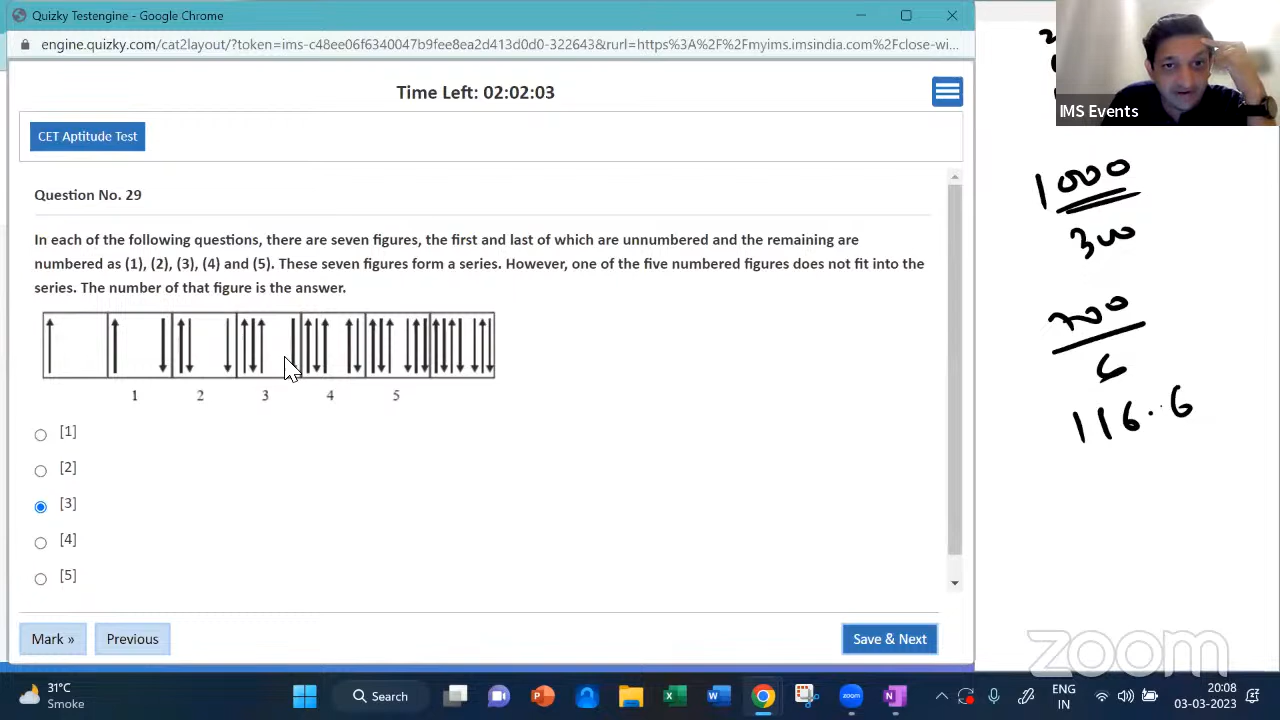 Quizky Testengine - Google Chrome
engine.quizky.com/cat2layout/?token=ims-c48ee06f6340047b9fee8ea2d413d0d0-322643&rurl=https%3A%2F%2Fmyims.imsindia.com%2Fclose-wi...
Time Left: 02:02:03
CET Aptitude Test
Question No. 29
In each of the following questions, there are seven figures, the first and last of which are unnumbered and the remaining are
numbered as (1), (2), (3), (4) and (5). These seven figures form a series. However, one of the five numbered figures does not fit into the
series. The number of that figure is the answer.
1 2 3 4 5
[1]
[2]
[3]
[4]
[5]
Mark »
Previous
Save & Next
IMS Events
1000
300
700
6
116.6
zoom
31°C
Smoke
Search
ENG
IN
20:08
03-03-2023